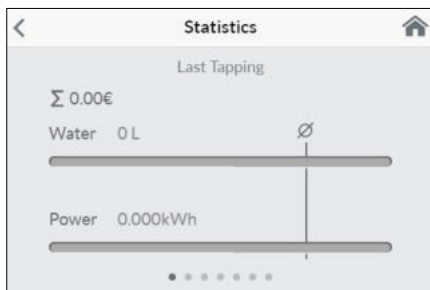 Statistics
Last Tapping
∑ 0.00€
Water 0 L Ø
Power 0.000kWh